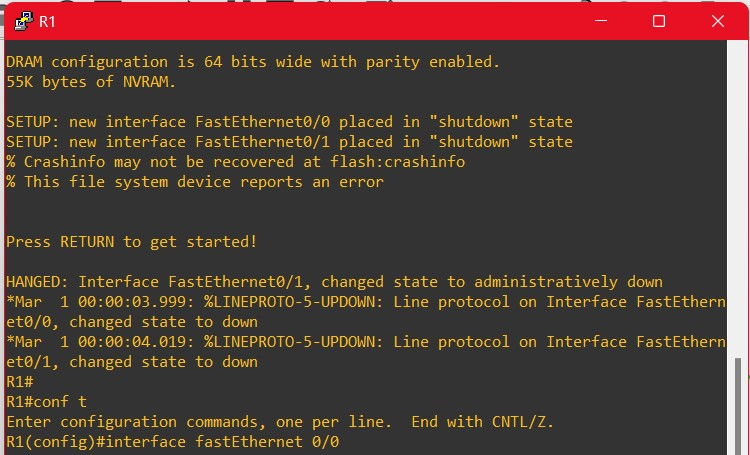 R1
DRAM configuration is 64 bits wide with parity enabled.
55K bytes of NVRAM.
SETUP: new interface FastEthernet0/0 placed in "shutdown" state
SETUP: new interface FastEthernet0/1 placed in "shutdown" state
% Crashinfo may not be recovered at flash:crashinfo
% This file system device reports an error
Press RETURN to get started!
HANGED: Interface FastEthernet0/1, changed state to administratively down
*Mar  1 00:00:03.999: %LINEPROTO-5-UPDOWN: Line protocol on Interface FastEthern
et0/0, changed state to down
*Mar  1 00:00:04.019: %LINEPROTO-5-UPDOWN: Line protocol on Interface FastEthern
et0/1, changed state to down
R1#
R1#conf t
Enter configuration commands, one per line.  End with CNTL/Z.
R1(config)#interface fastEthernet 0/0